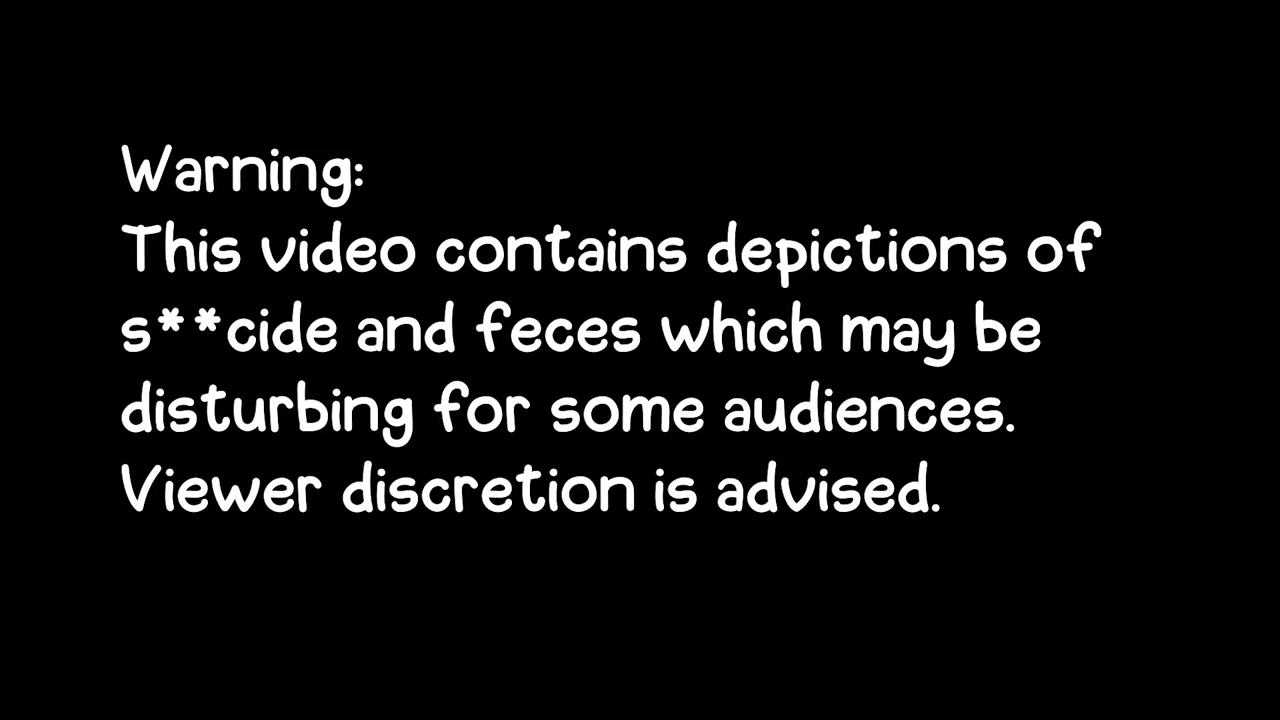 Warning:
This video contains depictions of
s**cide and feces which may be
disturbing for some audiences.
Viewer discretion is advised.